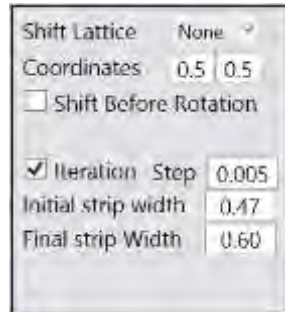 Shift Lattice None
Coordinates 0.5 0.5
Shift Before Rotation
Iteration Step 0.005
Initial strip width 0.47
Final strip Width 0.60